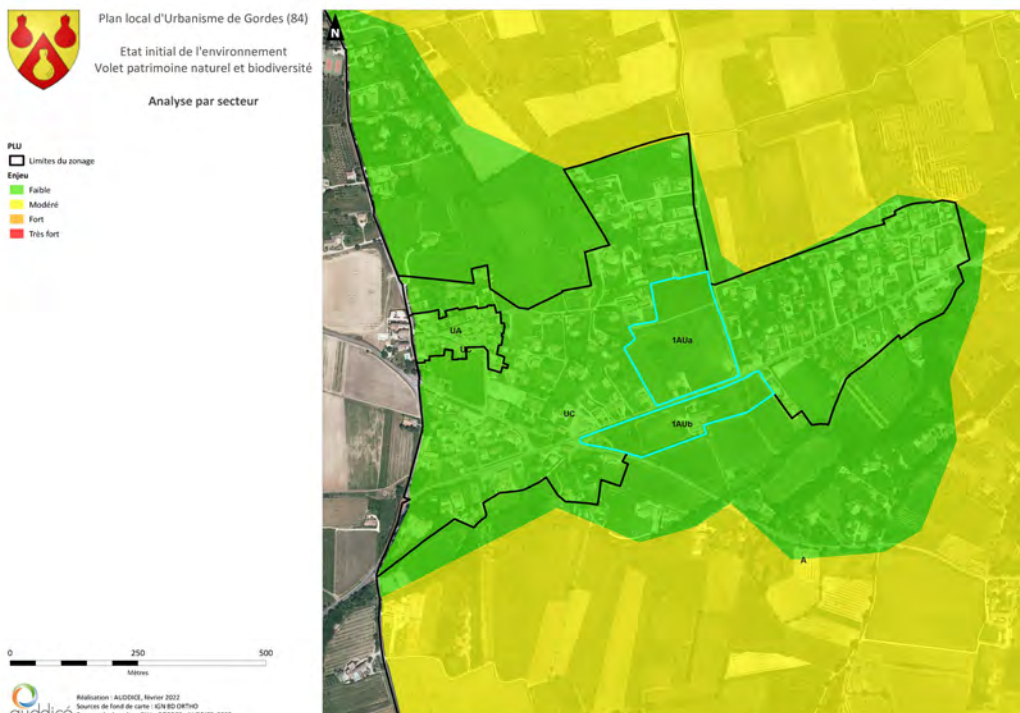 Plan local d'Urbanisme de Gordes (84)
Etat initial de l'environnement
Volet patrimoine naturel et biodiversité
Analyse par secteur
PLU
Limites du zonage
Enjeu
Faible
Modéré
Fort
Très fort
N
UA
1AUa
UC
1AUb
A
0 250 500
Mètres
auddicé
Réalisation : AUDDICE, février 2022
Sources de fond de carte : IGN BD ORTHO